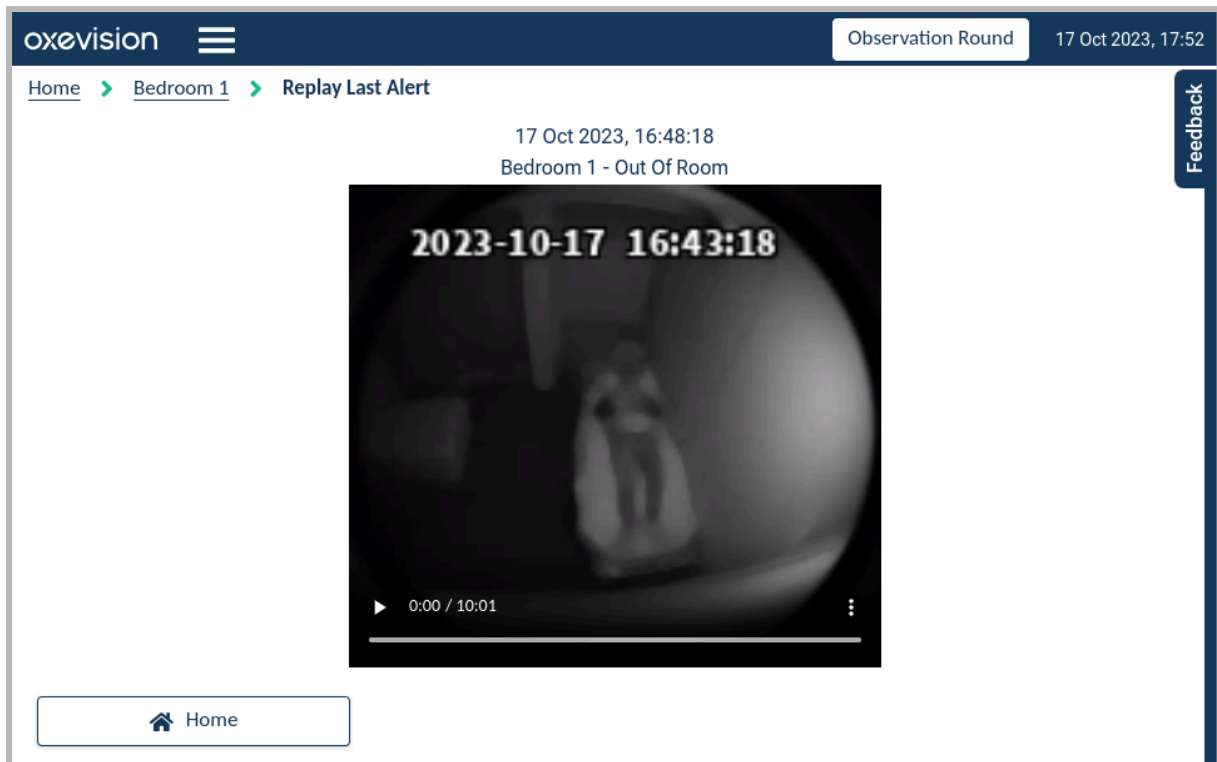 oxevision
Observation Round
17 Oct 2023, 17:52
Home
Bedroom 1
Replay Last Alert
Feedback
17 Oct 2023, 16:48:18
Bedroom 1 - Out Of Room
2023-10-17 16:43:18
0:00 / 10:01
Home